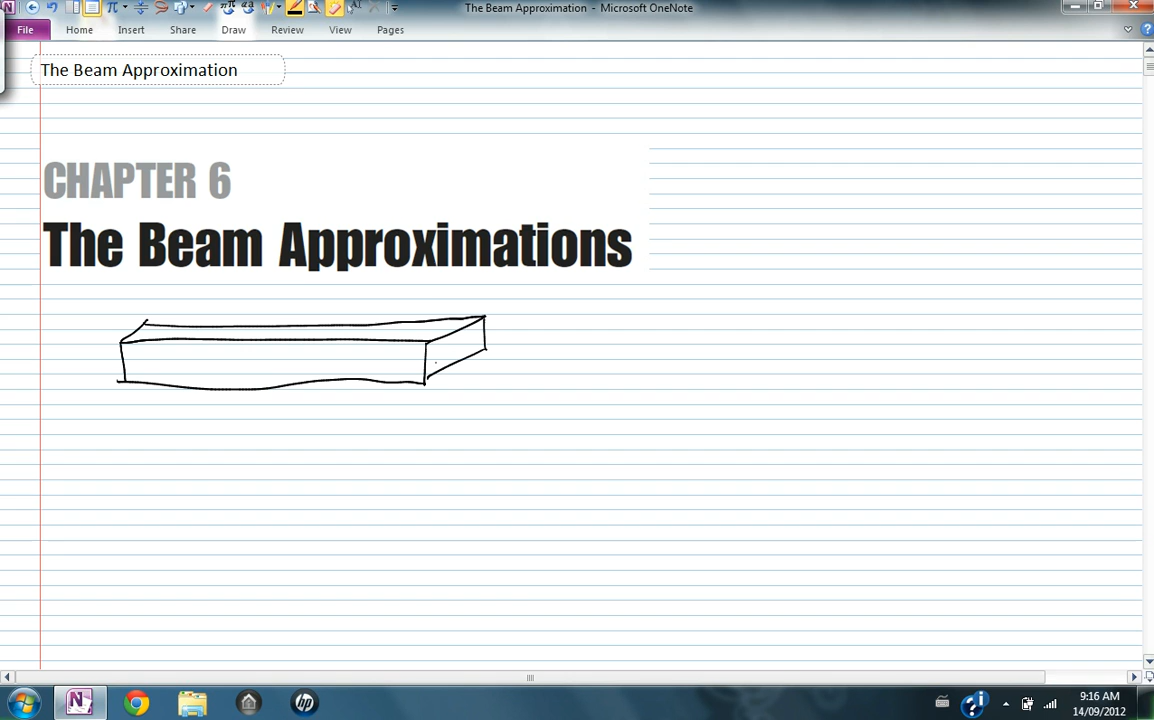 The Beam Approximation - Microsoft OneNote
File Home Insert Share Draw Review View Pages
The Beam Approximation
CHAPTER 6
The Beam Approximations
9:16 AM
14/09/2012